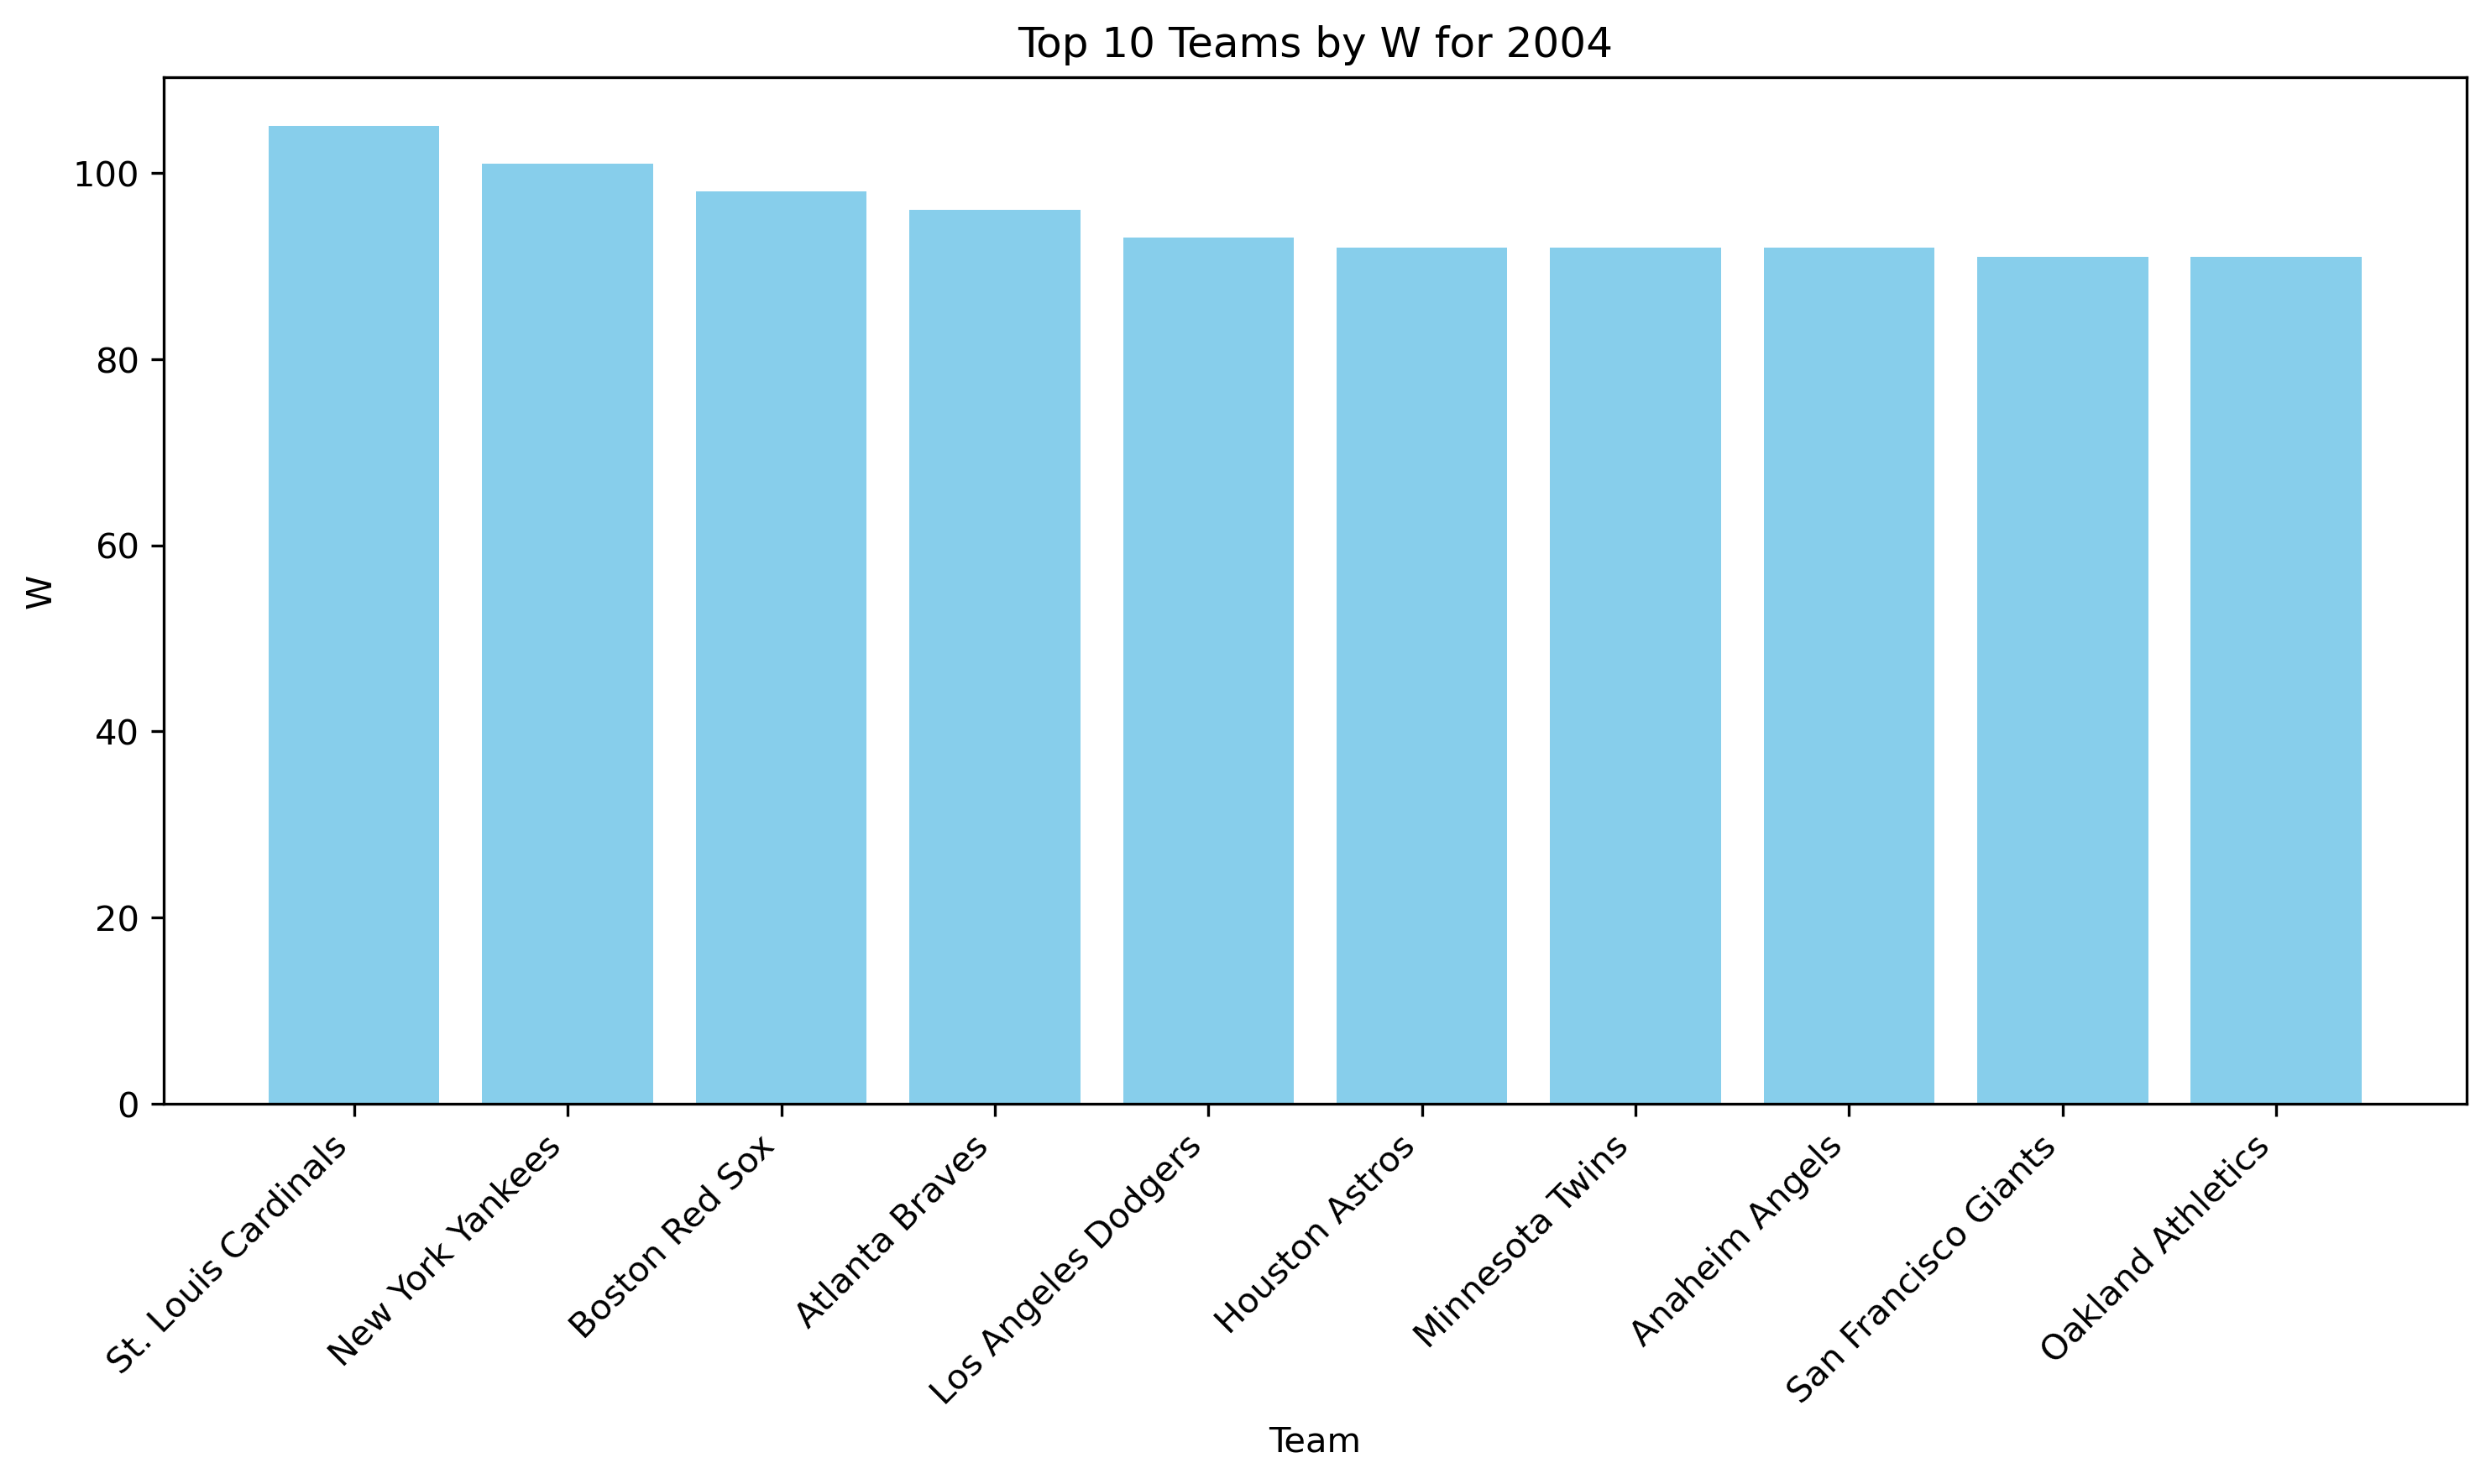 Top 10 Teams by W for 2004
W
100
80
60
40
20
0
St. Louis Cardinals
New York Yankees
Boston Red Sox
Atlanta Braves
Los Angeles Dodgers
Houston Astros
Minnesota Twins
Anaheim Angels
San Francisco Giants
Oakland Athletics
Team